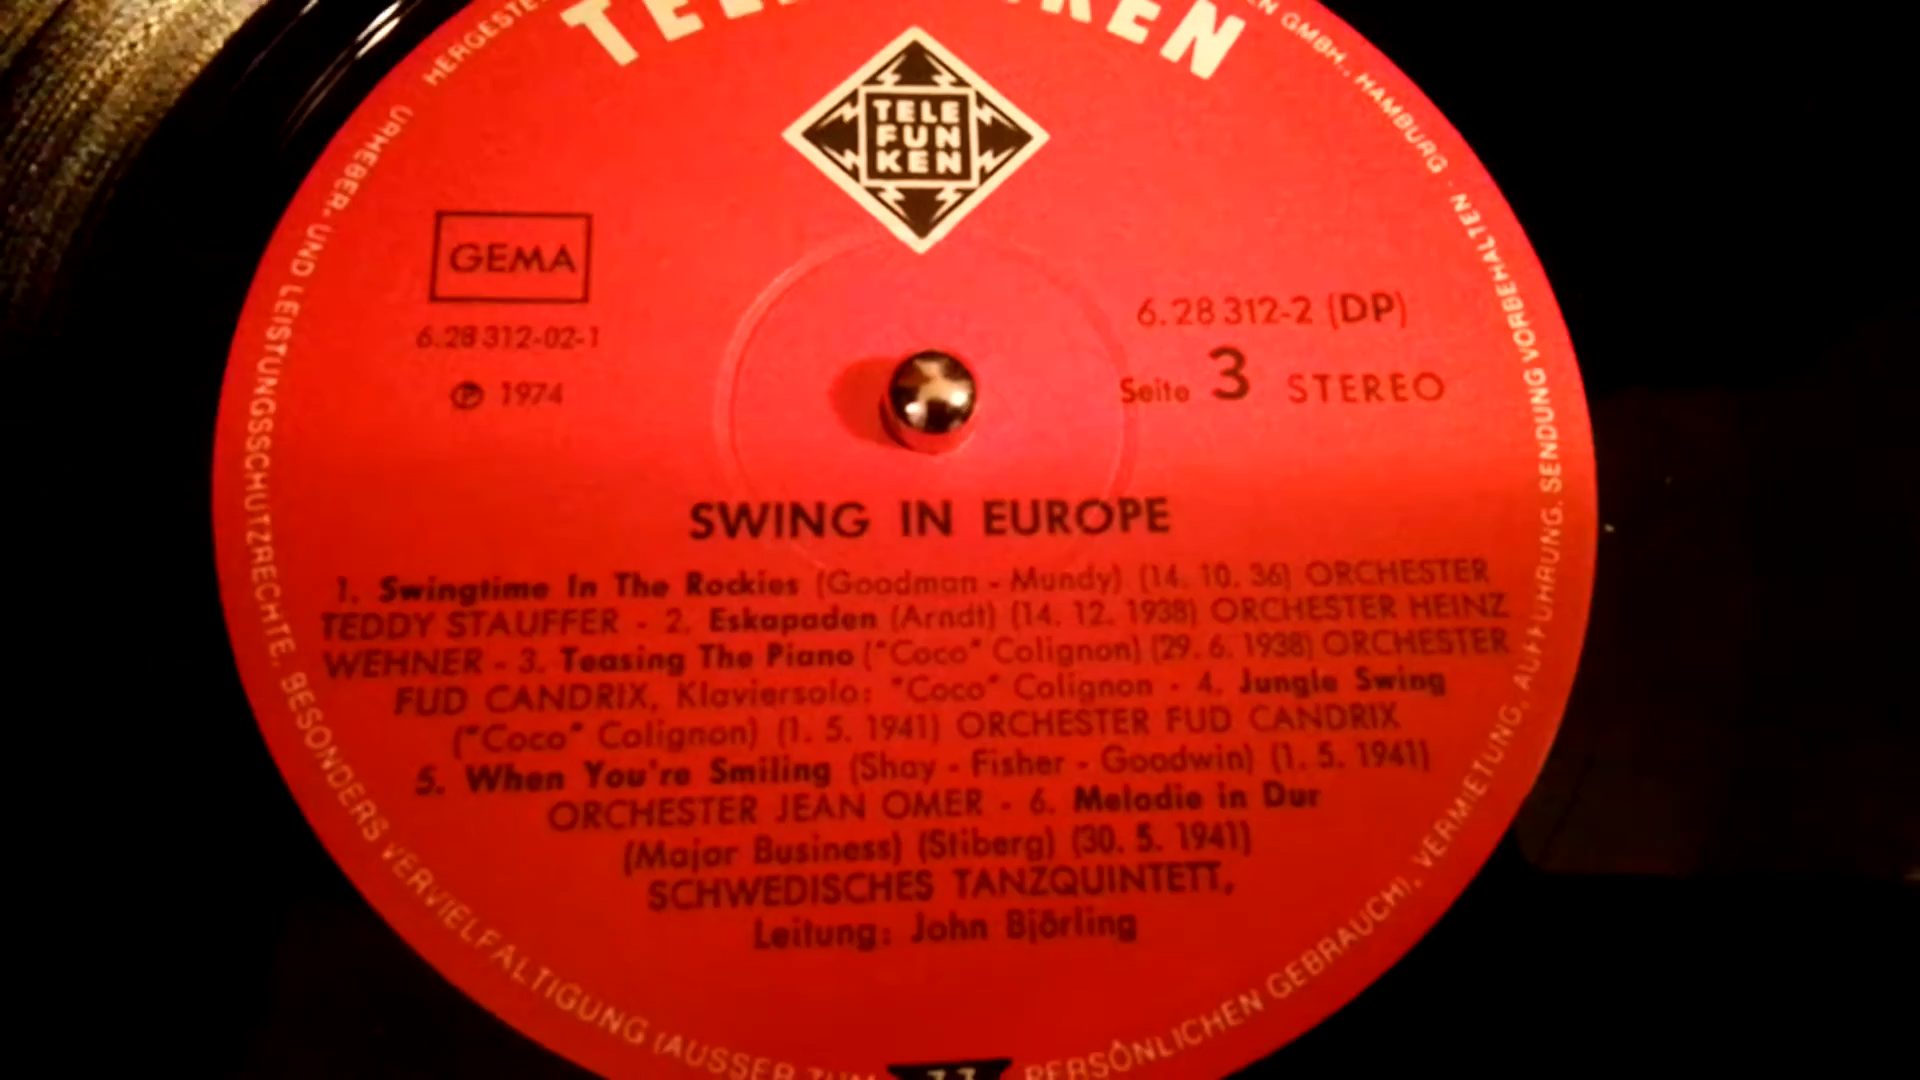 TELEFUNKEN
TELE
FUN
KEN
GEMA
6.28 312-02-1
℗ 1974
6.28 312-2 (DP)
Seite 3 STEREO
SWING IN EUROPE
1. Swingtime In The Rockies (Goodman - Mundy) (14. 10. 36) ORCHESTER
TEDDY STAUFFER - 2. Eskapaden (Arndt) (14. 12. 1938) ORCHESTER HEINZ
WEHNER - 3. Teasing The Piano ("Coco" Colignon) (29. 6. 1938) ORCHESTER
FUD CANDRIX, Klaviersolo: "Coco" Colignon - 4. Jungle Swing
("Coco" Colignon) (1. 5. 1941) ORCHESTER FUD CANDRIX
5. When You're Smiling (Shay - Fisher - Goodwin) (1. 5. 1941)
ORCHESTER JEAN OMER - 6. Melodie in Dur
(Major Business) (Stiberg) (30. 5. 1941)
SCHWEDISCHES TANZQUINTETT,
Leitung: John Björling
GMBH., HAMBURG · URHEBER- UND LEISTUNGSSCHUTZRECHTE, BESONDERS VERVIELFÄLTIGUNG (AUSSER ZUM PERSÖNLICHEN GEBRAUCH), VERMIETUNG, AUFFÜHRUNG, SENDUNG VORBEHALTEN ·